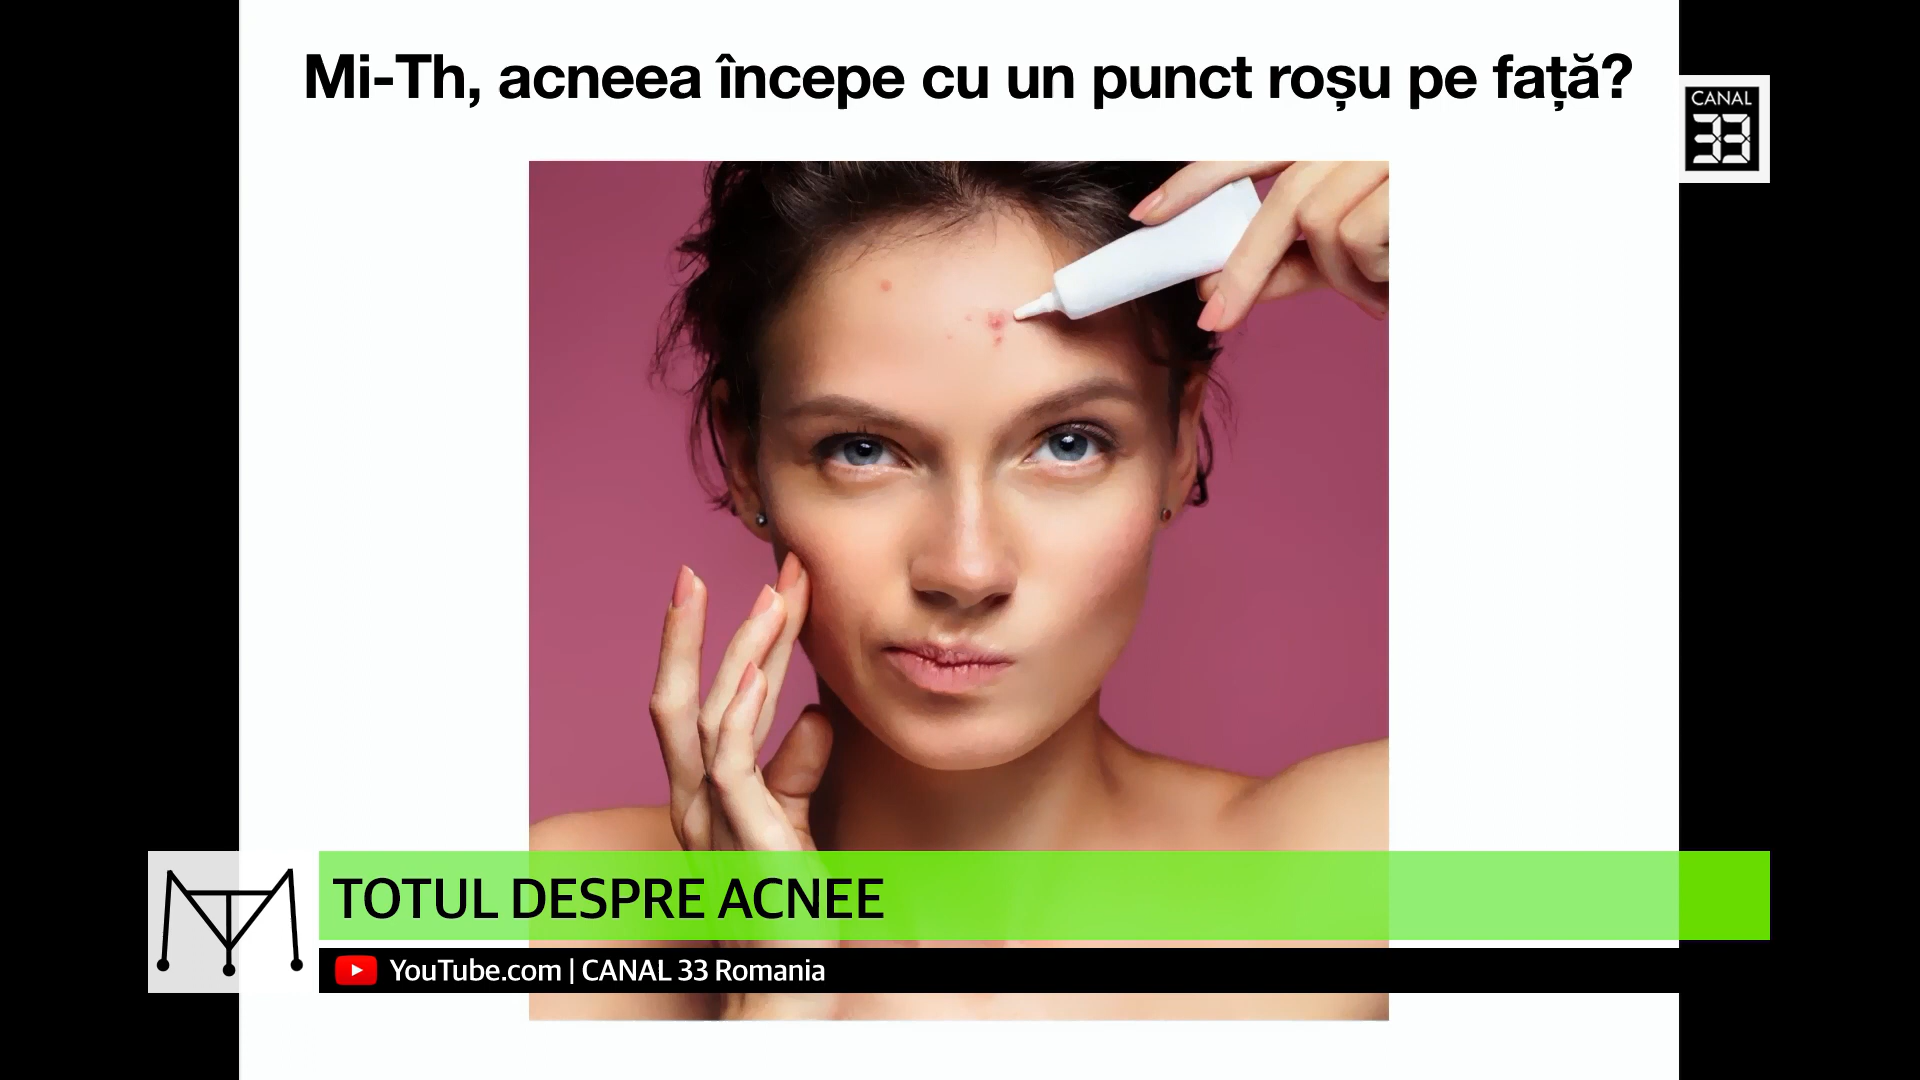 Mi-Th, acneea începe cu un punct roșu pe față?
CANAL
33
TOTUL DESPRE ACNEE
YouTube.com | CANAL 33 Romania